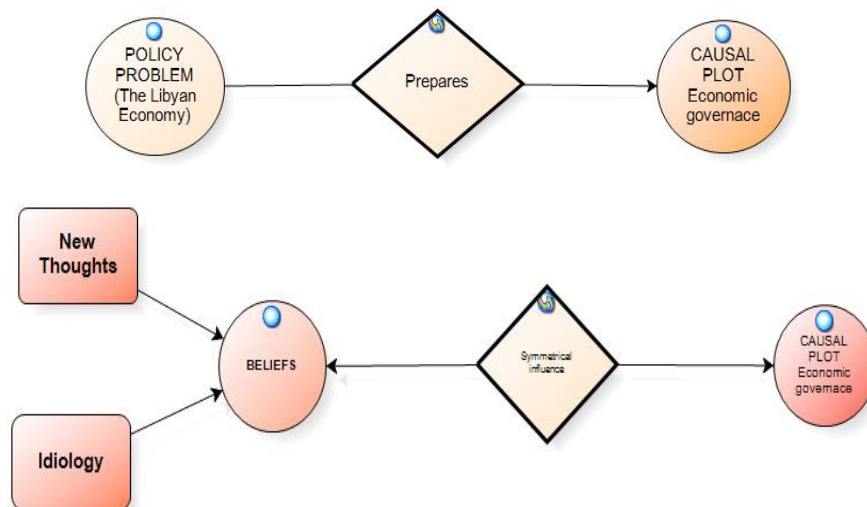 POLICY
PROBLEM
(The Libyan
Economy)
Prepares
CAUSAL
PLOT
Economic
governace
New
Thoughts
BELIEFS
Symmetrical
influence
CAUSAL
PLOT
Economic
governace
Idiology